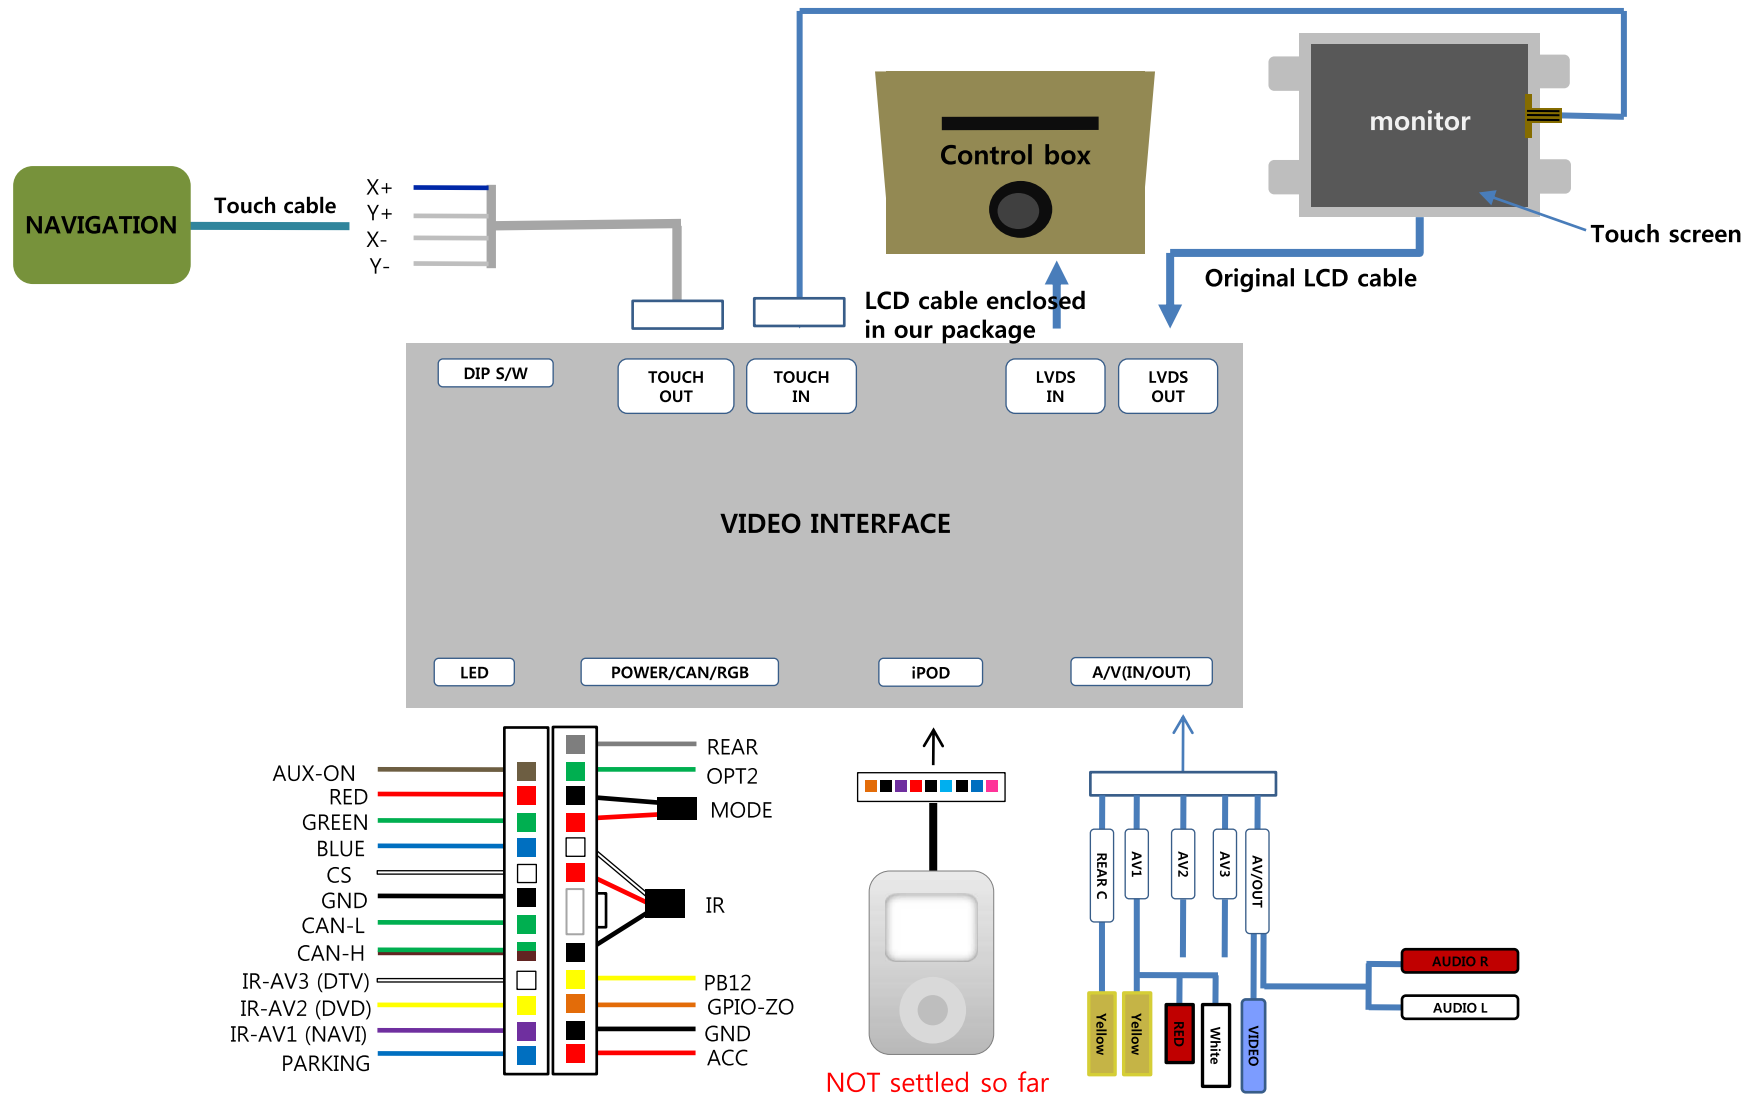 monitor
Control box
Touch cable
X+
Y+
X-
Y-
NAVIGATION
Touch screen
Original LCD cable
LCD cable enclosed
in our package
DIP S/W
TOUCH
OUT
TOUCH
IN
LVDS
IN
LVDS
OUT
VIDEO INTERFACE
LED
POWER/CAN/RGB
iPOD
A/V(IN/OUT)
AUX-ON
RED
GREEN
BLUE
CS
GND
CAN-L
CAN-H
IR-AV3 (DTV)
IR-AV2 (DVD)
IR-AV1 (NAVI)
PARKING
REAR
OPT2
MODE
IR
PB12
GPIO-ZO
GND
ACC
NOT settled so far
REAR C
AV1
AV2
AV3
AV/OUT
Yellow
Yellow
RED
White
VIDEO
AUDIO R
AUDIO L